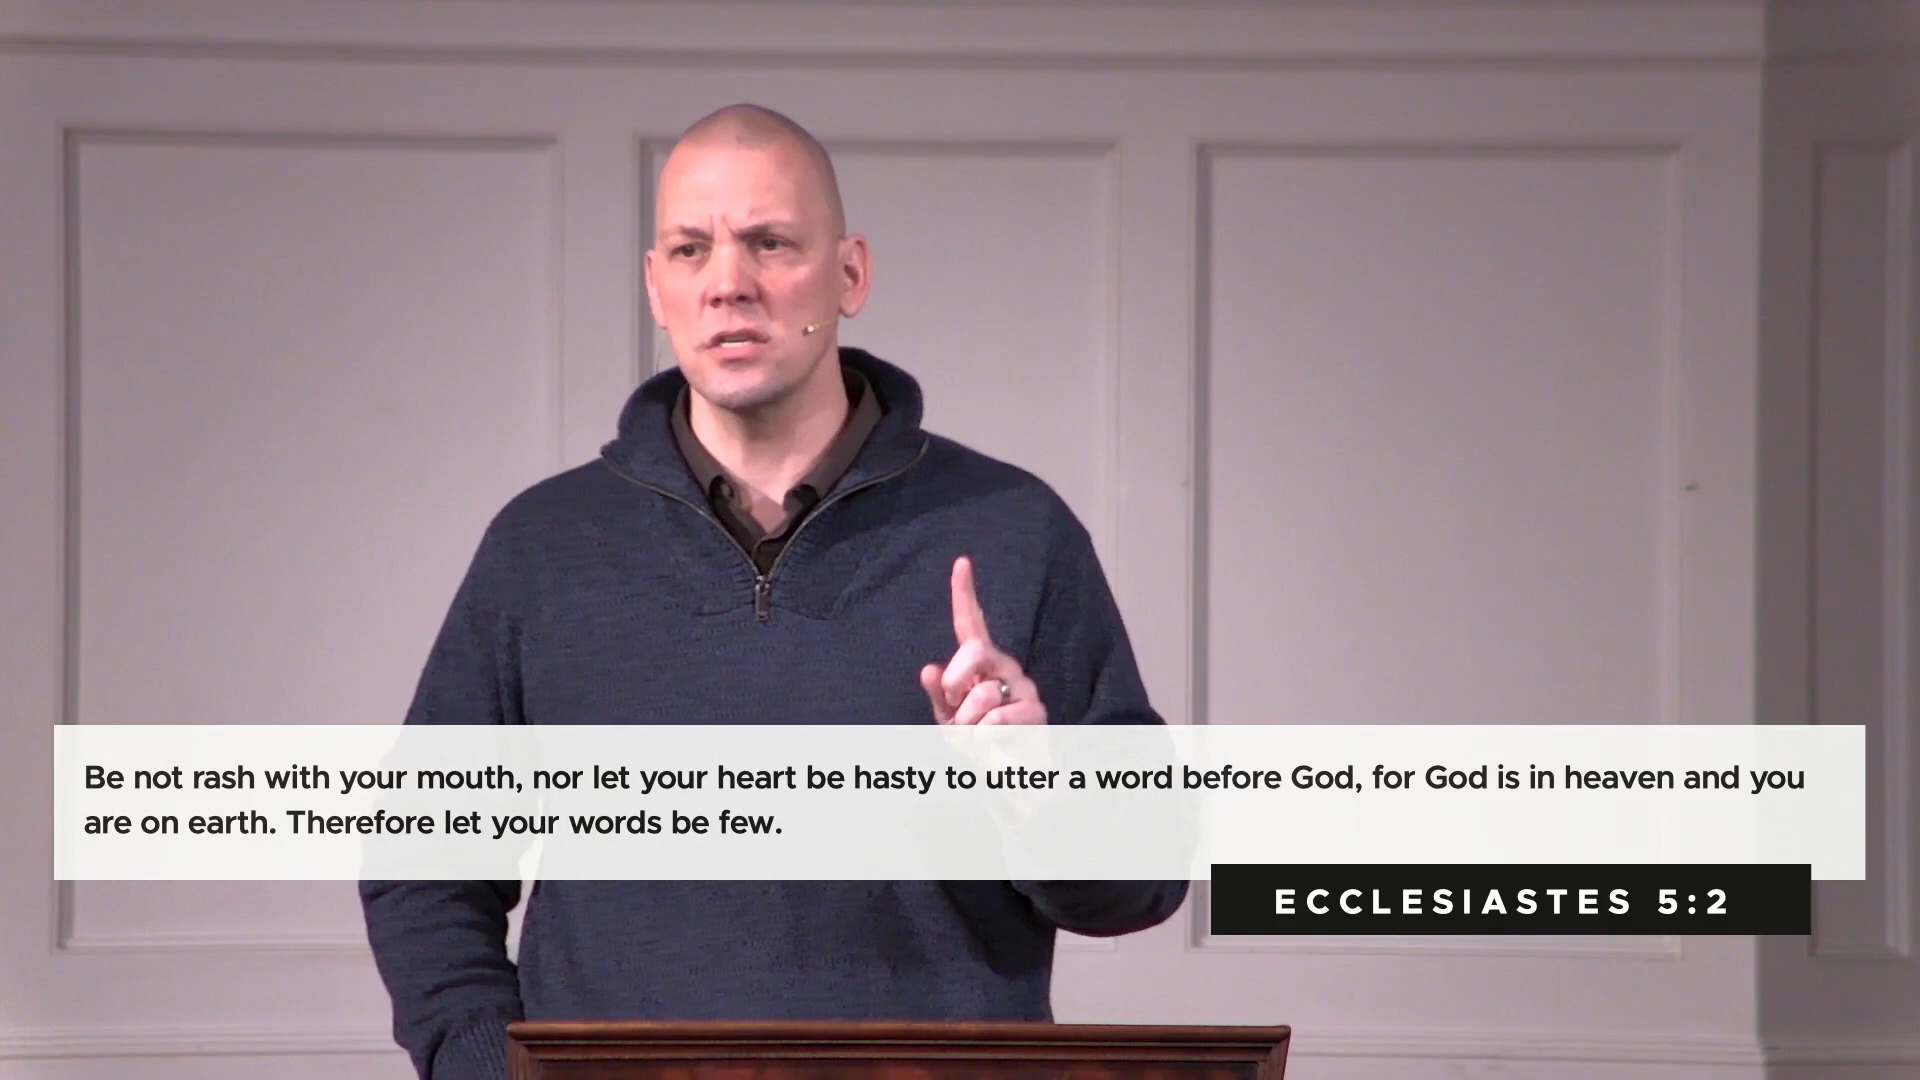 Be not rash with your mouth, nor let your heart be hasty to utter a word before God, for God is in heaven and you
are on earth. Therefore let your words be few.
ECCLESIASTES 5:2